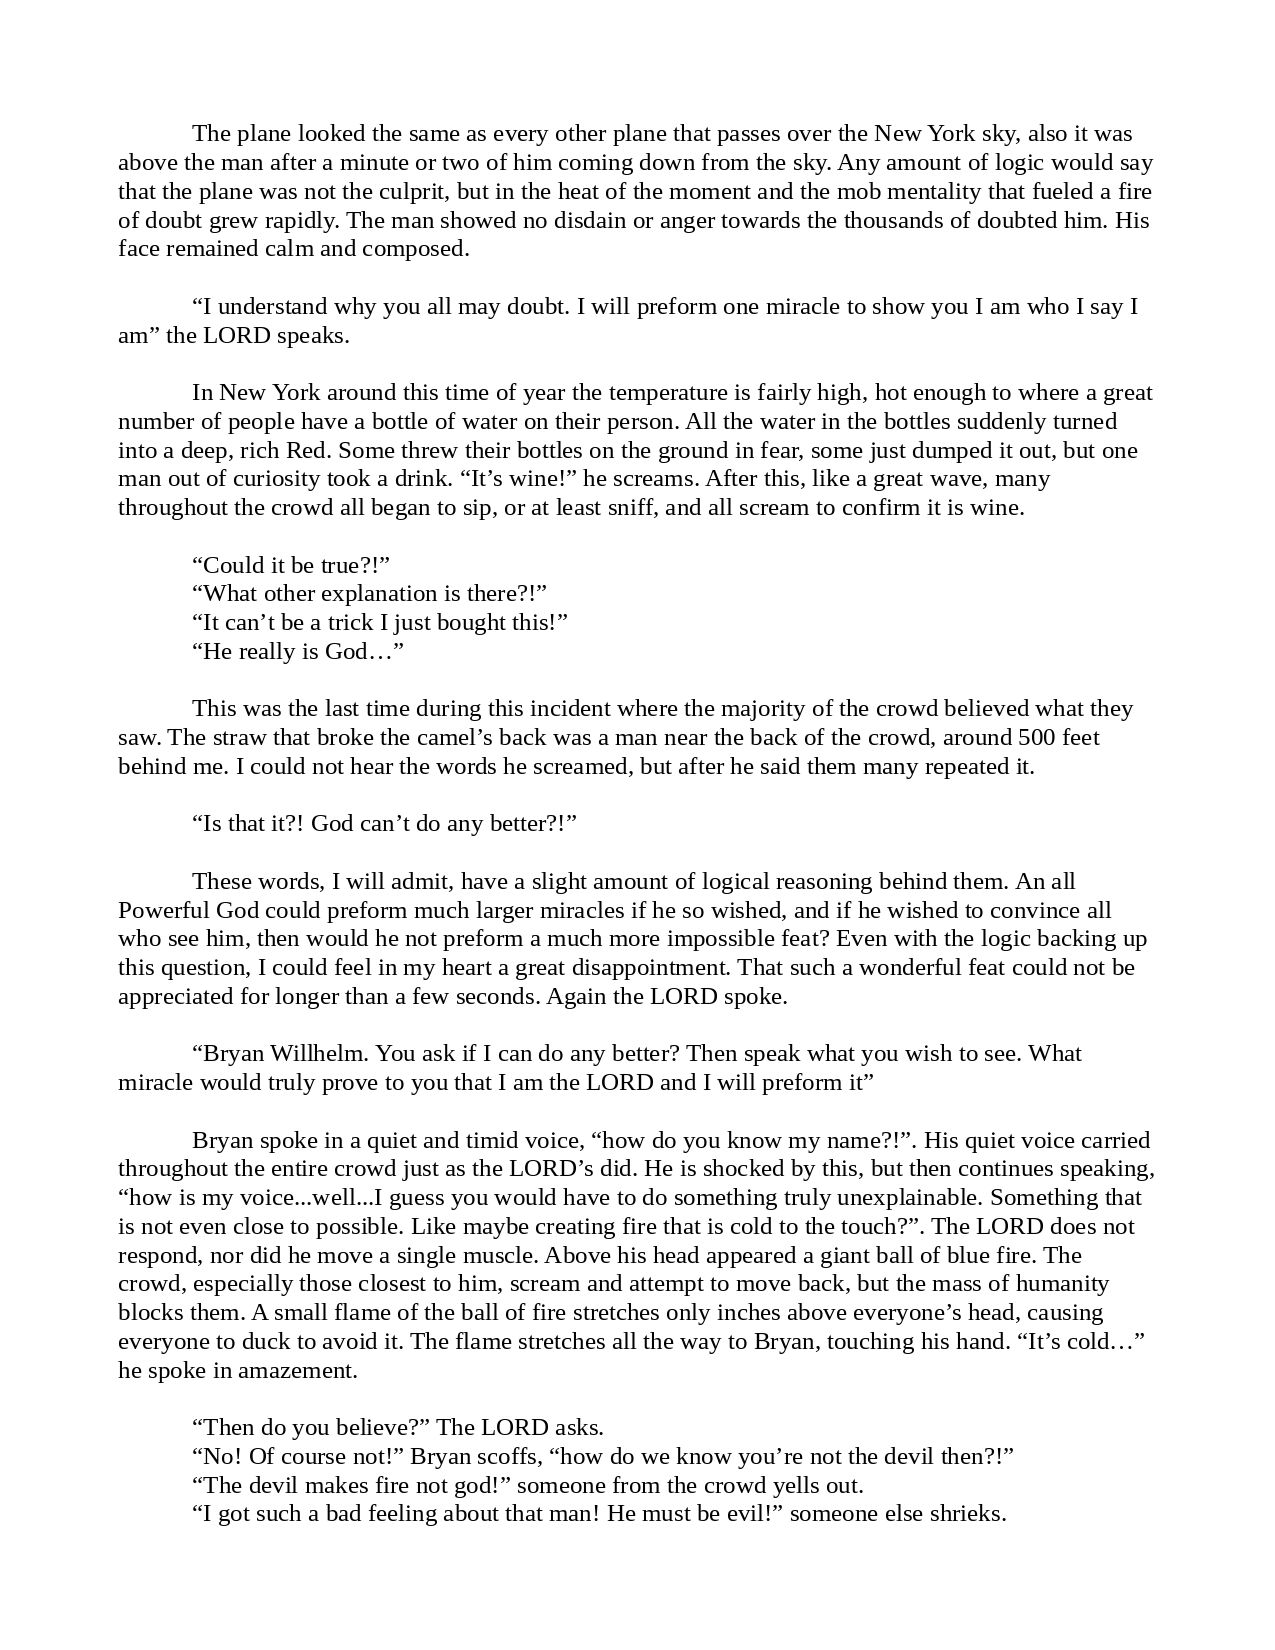 The plane looked the same as every other plane that passes over the New York sky, also it was
above the man after a minute or two of him coming down from the sky. Any amount of logic would say
that the plane was not the culprit, but in the heat of the moment and the mob mentality that fueled a fire
of doubt grew rapidly. The man showed no disdain or anger towards the thousands of doubted him. His
face remained calm and composed.
“I understand why you all may doubt. I will preform one miracle to show you I am who I say I
am” the LORD speaks.
In New York around this time of year the temperature is fairly high, hot enough to where a great
number of people have a bottle of water on their person. All the water in the bottles suddenly turned
into a deep, rich Red. Some threw their bottles on the ground in fear, some just dumped it out, but one
man out of curiosity took a drink. “It’s wine!” he screams. After this, like a great wave, many
throughout the crowd all began to sip, or at least sniff, and all scream to confirm it is wine.
“Could it be true?!”
“What other explanation is there?!”
“It can’t be a trick I just bought this!”
“He really is God…”
This was the last time during this incident where the majority of the crowd believed what they
saw. The straw that broke the camel’s back was a man near the back of the crowd, around 500 feet
behind me. I could not hear the words he screamed, but after he said them many repeated it.
“Is that it?! God can’t do any better?!”
These words, I will admit, have a slight amount of logical reasoning behind them. An all
Powerful God could preform much larger miracles if he so wished, and if he wished to convince all
who see him, then would he not preform a much more impossible feat? Even with the logic backing up
this question, I could feel in my heart a great disappointment. That such a wonderful feat could not be
appreciated for longer than a few seconds. Again the LORD spoke.
“Bryan Willhelm. You ask if I can do any better? Then speak what you wish to see. What
miracle would truly prove to you that I am the LORD and I will preform it”
Bryan spoke in a quiet and timid voice, “how do you know my name?!”. His quiet voice carried
throughout the entire crowd just as the LORD’s did. He is shocked by this, but then continues speaking,
“how is my voice...well...I guess you would have to do something truly unexplainable. Something that
is not even close to possible. Like maybe creating fire that is cold to the touch?”. The LORD does not
respond, nor did he move a single muscle. Above his head appeared a giant ball of blue fire. The
crowd, especially those closest to him, scream and attempt to move back, but the mass of humanity
blocks them. A small flame of the ball of fire stretches only inches above everyone’s head, causing
everyone to duck to avoid it. The flame stretches all the way to Bryan, touching his hand. “It’s cold…”
he spoke in amazement.
“Then do you believe?” The LORD asks.
“No! Of course not!” Bryan scoffs, “how do we know you’re not the devil then?!”
“The devil makes fire not god!” someone from the crowd yells out.
“I got such a bad feeling about that man! He must be evil!” someone else shrieks.